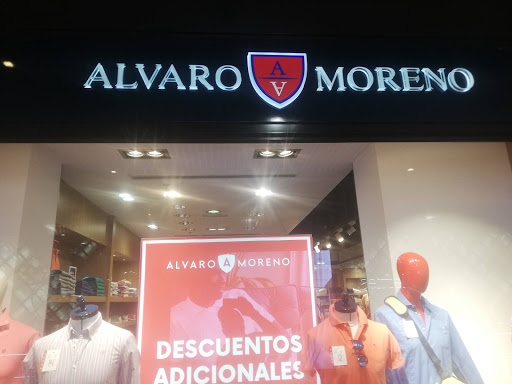 ALVARO A MORENO
A
ALVARO A MORENO
DESCUENTOS
ADICIONALES